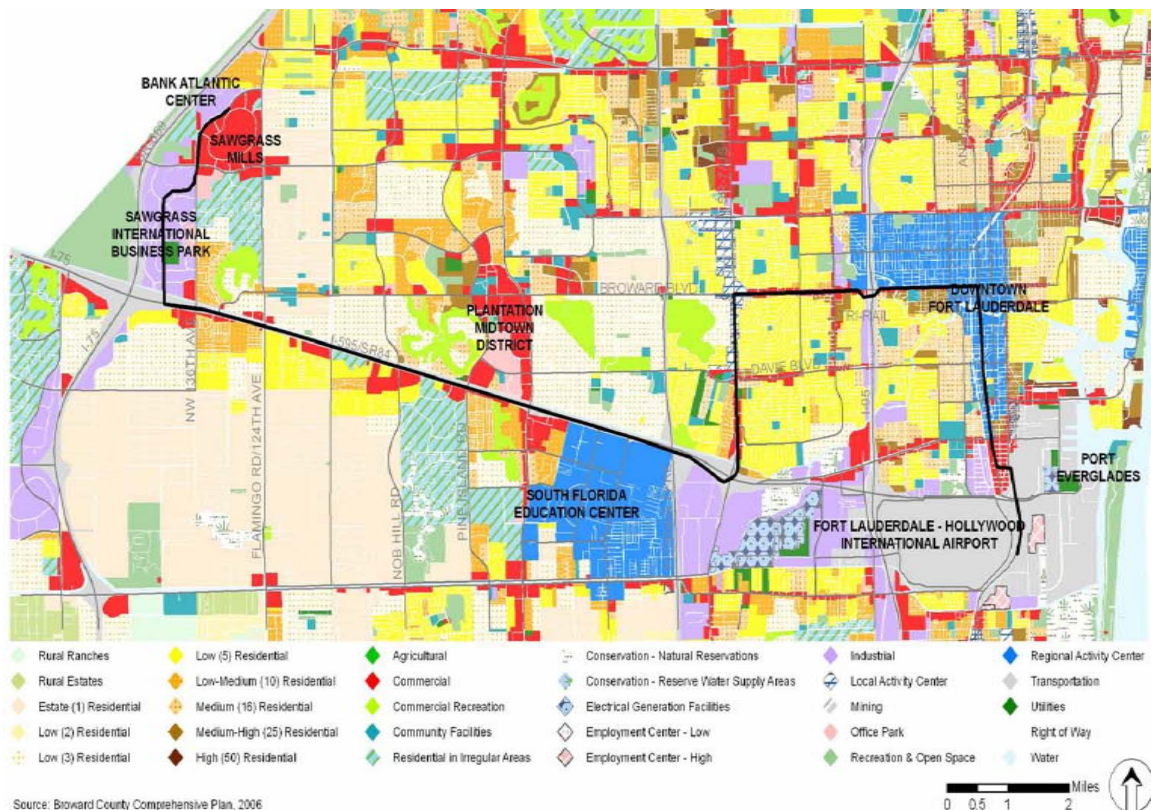 BANK ATLANTIC
CENTER
SAWGRASS
MILLS
SAWGRASS
INTERNATIONAL
BUSINESS PARK
I-75
I-75
NW 136TH AVE
FLAMINGO RD/124TH AVE
I-595/SR84
NOB HILL RD
PINE ISLAND RD
PLANTATION
MIDTOWN
DISTRICT
BROWARD BLVD
DAVIE BLVD
TRI-RAIL
I-95
DOWNTOWN
FORT LAUDERDALE
SOUTH FLORIDA
EDUCATION CENTER
PORT
EVERGLADES
FORT LAUDERDALE - HOLLYWOOD
INTERNATIONAL AIRPORT
Rural Ranches
Rural Estates
Estate (1) Residential
Low (2) Residential
Low (3) Residential
Low (5) Residential
Low-Medium (10) Residential
Medium (16) Residential
Medium-High (25) Residential
High (50) Residential
Agricultural
Commercial
Commercial Recreation
Community Facilities
Residential in Irregular Areas
Conservation - Natural Reservations
Conservation - Reserve Water Supply Areas
Electrical Generation Facilities
Employment Center - Low
Employment Center - High
Industrial
Local Activity Center
Mining
Office Park
Recreation & Open Space
Regional Activity Center
Transportation
Utilities
Right of Way
Water
Miles
0 0.5 1 2
Source: Broward County Comprehensive Plan, 2006